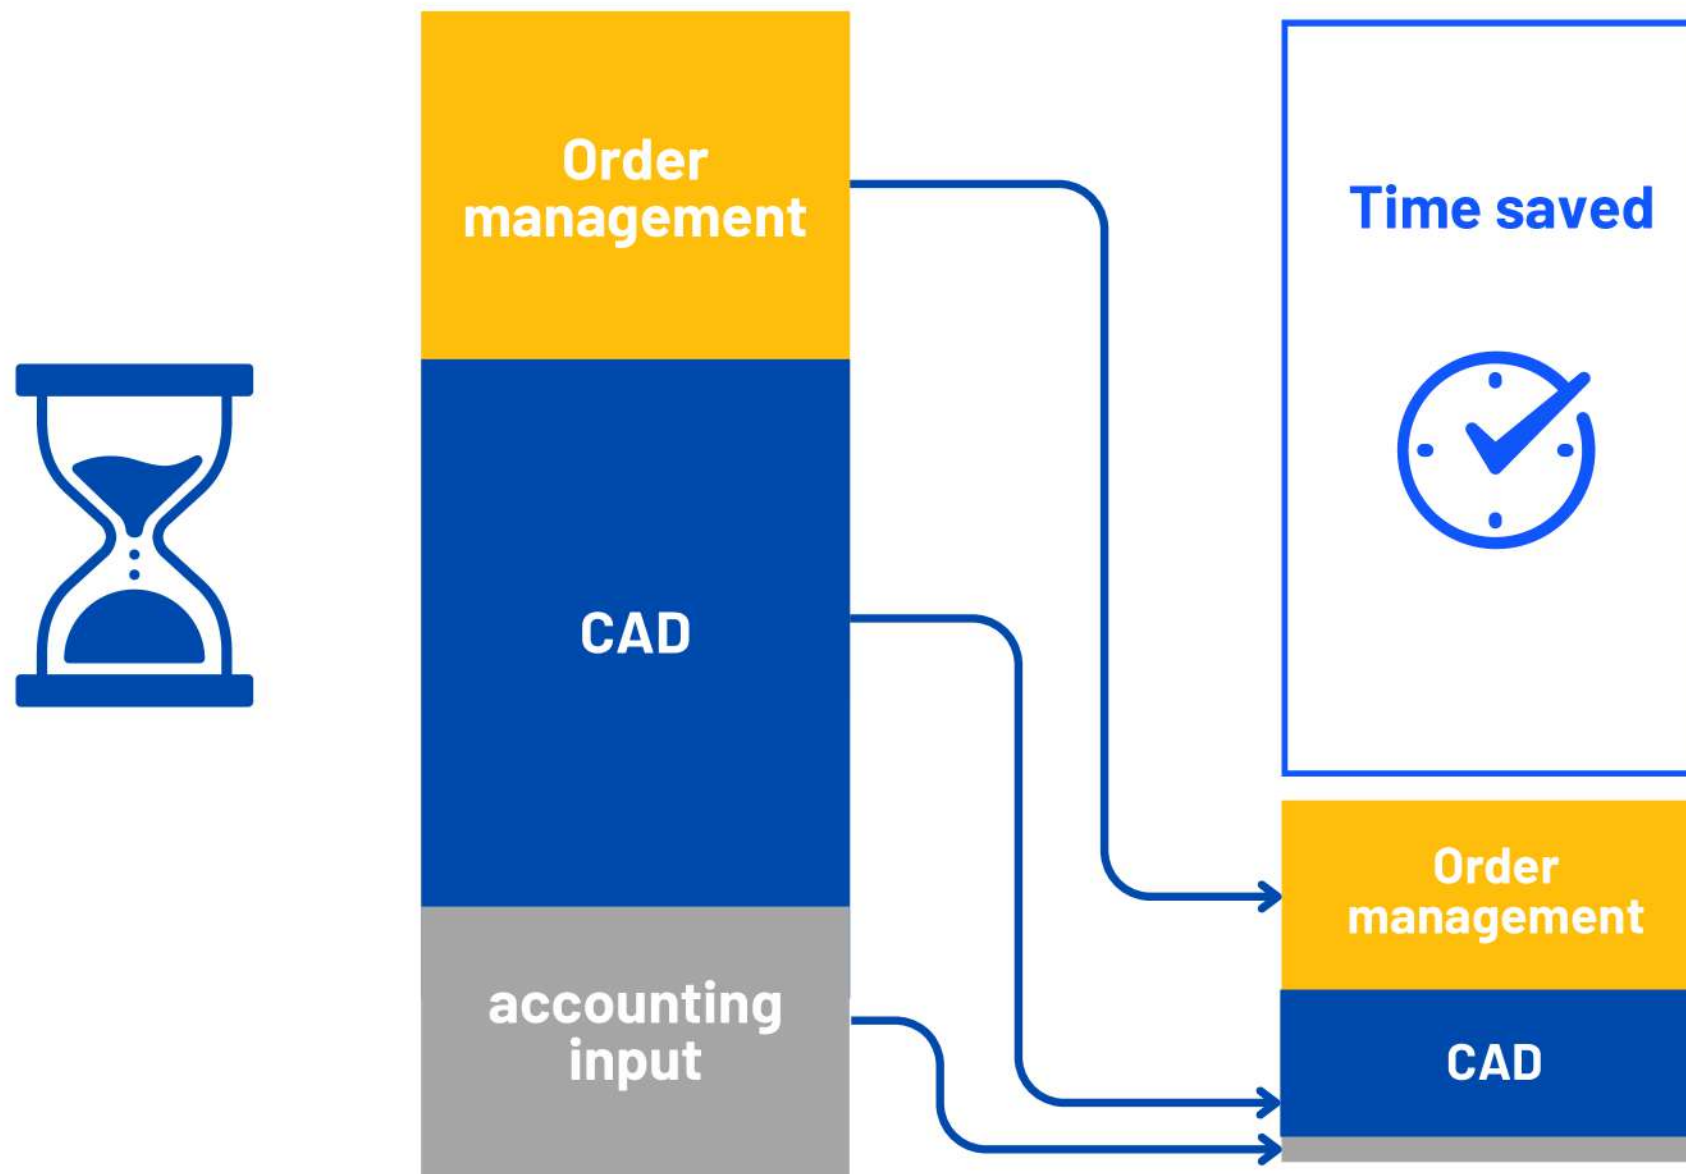 Order
management
CAD
accounting
input
Time saved
Order
management
CAD